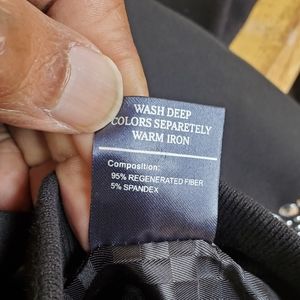 WASH DEEP
COLORS SEPARETELY
WARM IRON
Composition:
95% REGENERATED FIBER
5% SPANDEX